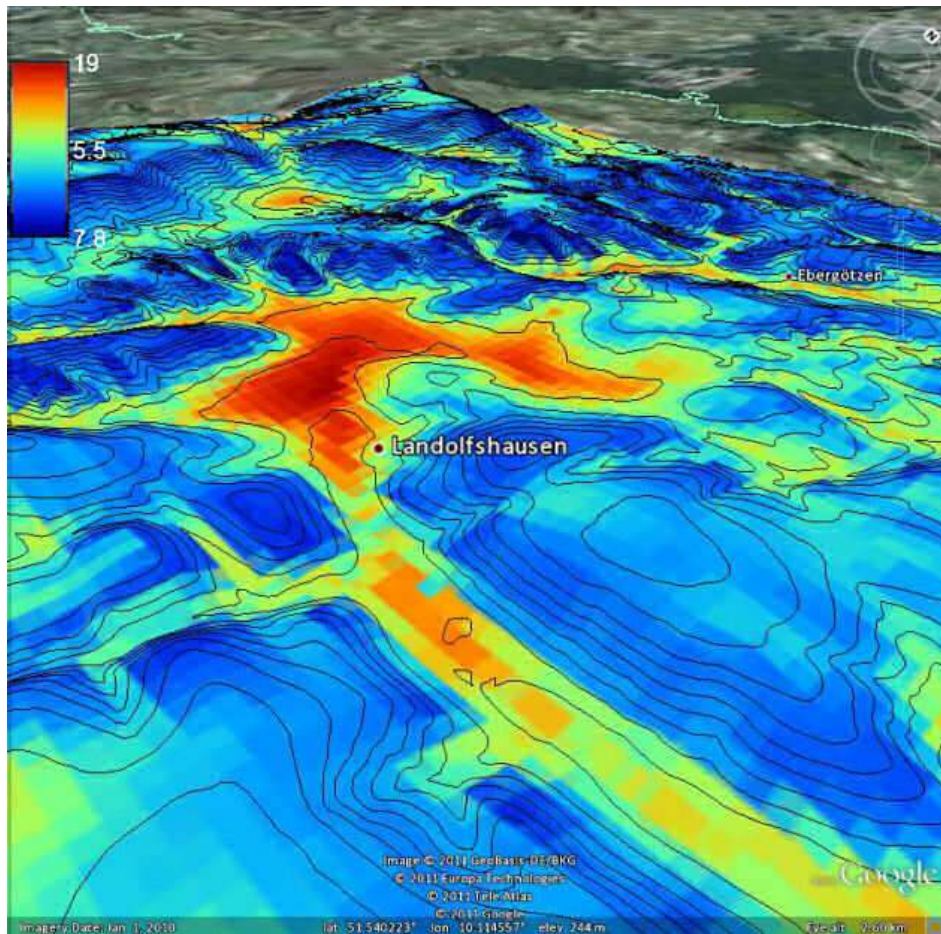 19
5.5
7.8
Ebergötzen
Landolfshausen
Image © 2011 GeoBasis-DE/BKG
© 2011 Europa Technologies
© 2011 Tele Atlas
© 2011 Google
Google
Imagery Date: Jan 1, 2010 lat 51.540223° lon 10.114557° elev 244 m Eye alt 2.60 km